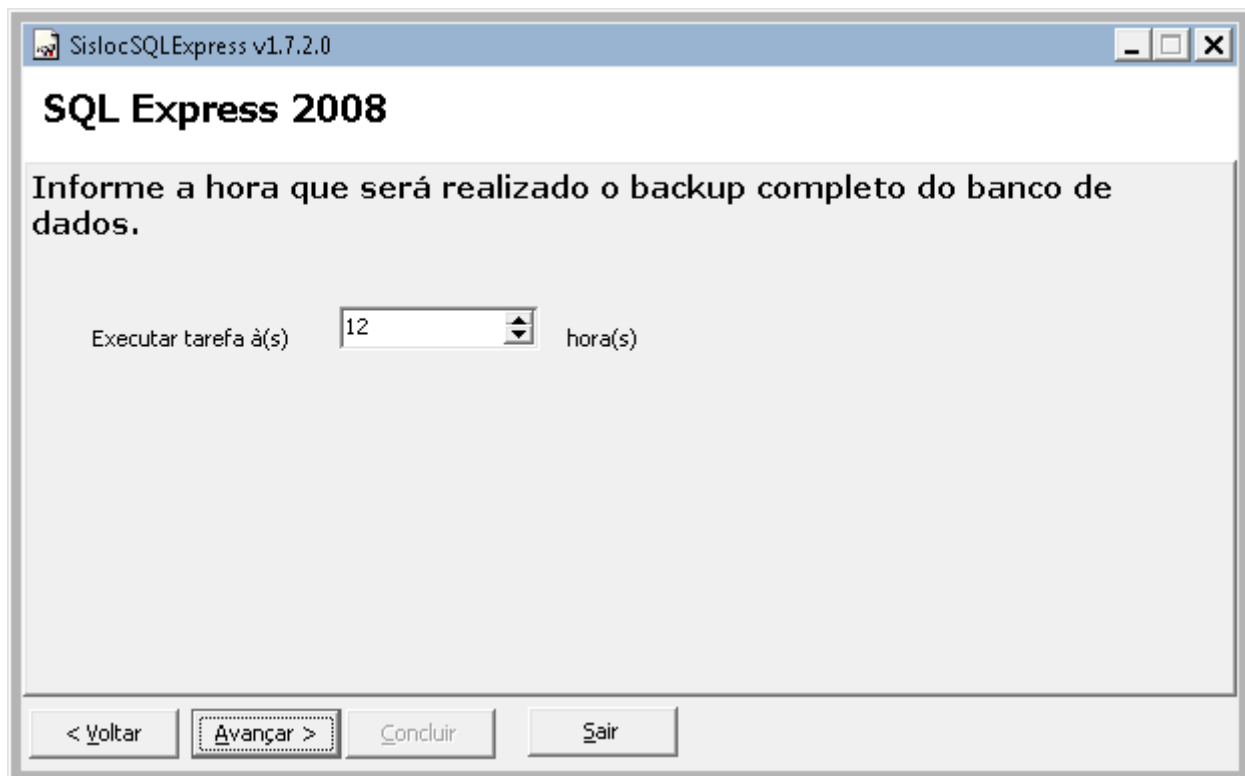 SislocSQLExpress v1.7.2.0
SQL Express 2008
Informe a hora que será realizado o backup completo do banco de
dados.
Executar tarefa à(s) 12 hora(s)
< Voltar Avançar > Concluir Sair